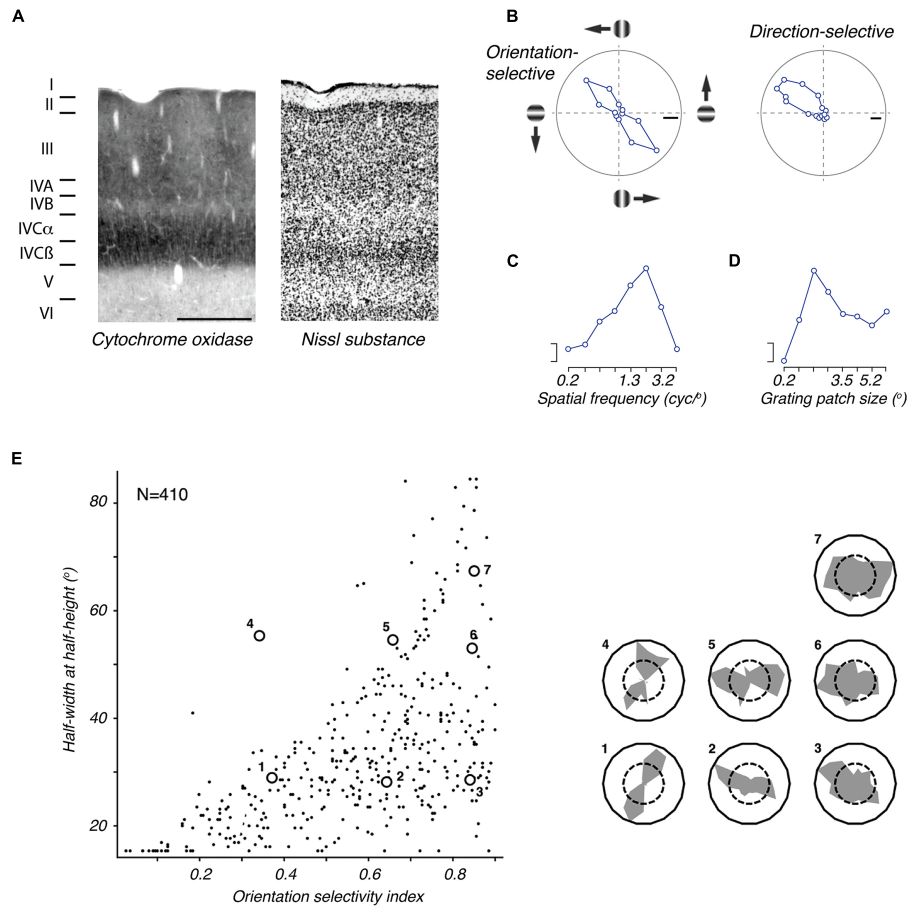 A
I
II
III
IVA
IVB
IVCα
IVCß
V
VI
Cytochrome oxidase
Nissl substance
B
Orientation-
selective
Direction-selective
C
0.2 1.3 3.2
Spatial frequency (cyc/º)
D
0.2 3.5 5.2
Grating patch size (º)
E
N=410
80
60
40
20
Half-width at half-height (º)
0.2 0.4 0.6 0.8
Orientation selectivity index
1
2
3
4
5
6
7
7
4 5 6
1 2 3